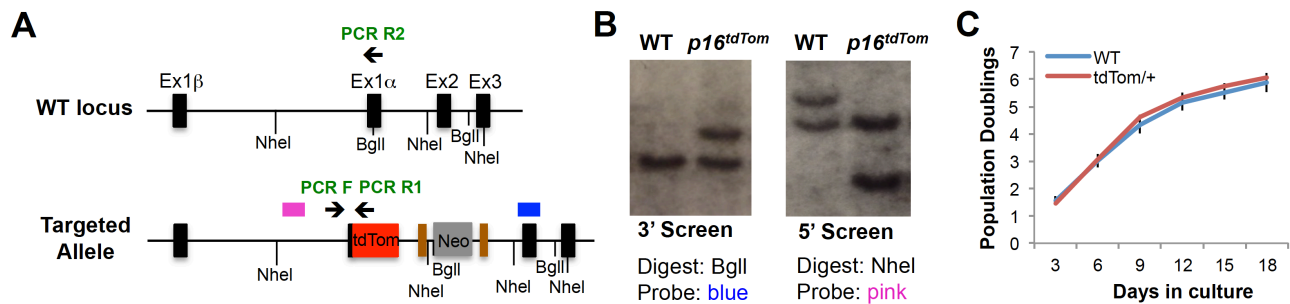 A
PCR R2
Ex1β Ex1α Ex2 Ex3
WT locus
NheI BglI NheI BglI NheI
PCR F PCR R1
Targeted Allele
tdTom Neo
NheI NheI BglI NheI BglI NheI
B
WT p16tdTom WT p16tdTom
3’ Screen
Digest: BglI
Probe: blue
5’ Screen
Digest: NheI
Probe: pink
C
WT
tdTom/+
Population Doublings
7
6
5
4
3
2
1
0
3 6 9 12 15 18
Days in culture